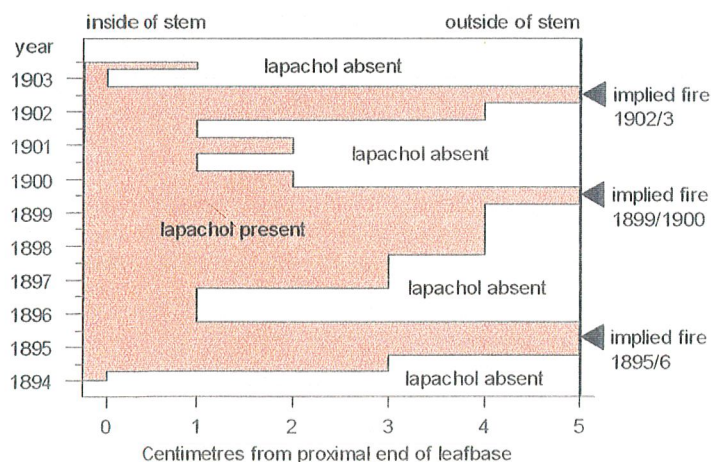 inside of stem
outside of stem
year
lapachol absent
1903
implied fire
1902/3
1902
1901
lapachol absent
1900
implied fire
1899/1900
1899
lapachol present
1898
1897
lapachol absent
1896
implied fire
1895/6
1895
1894
lapachol absent
0 1 2 3 4 5
Centimetres from proximal end of leafbase